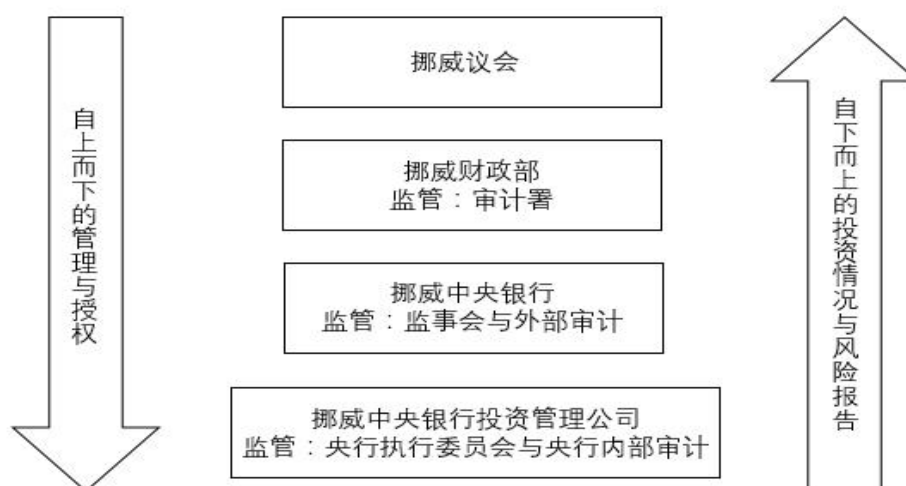 自上而下的管理与授权
挪威议会
挪威财政部
监管：审计署
挪威中央银行
监管：监事会与外部审计
挪威中央银行投资管理公司
监管：央行执行委员会与央行内部审计
自下而上的投资情况与风险报告